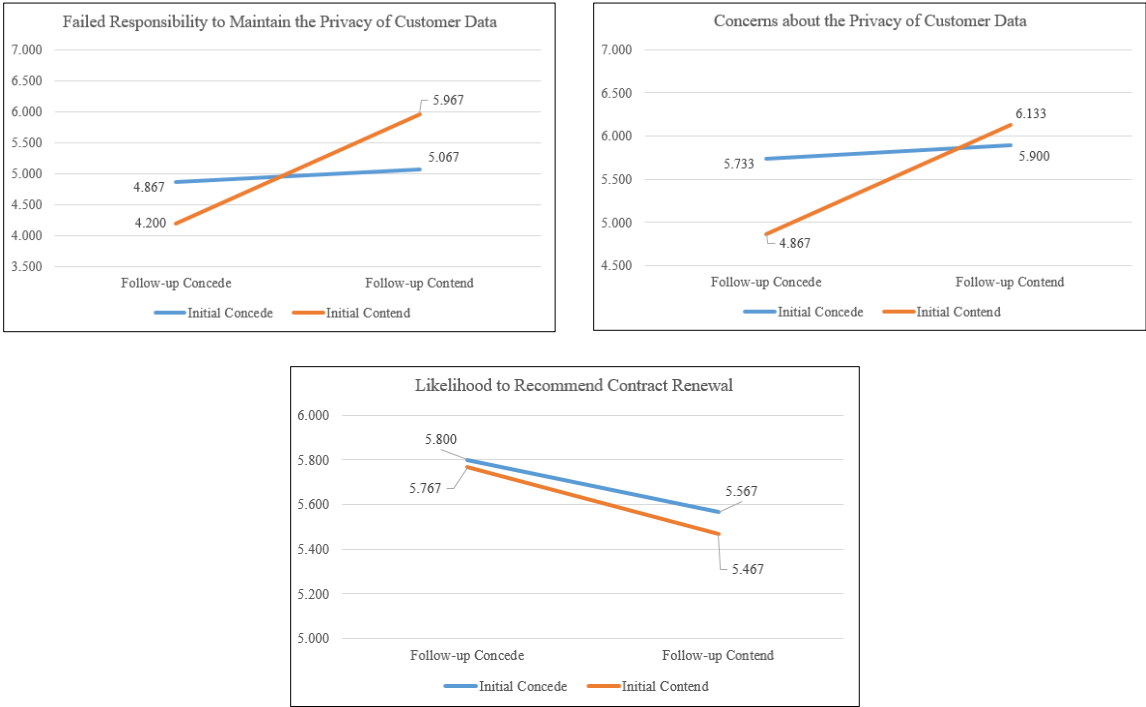 Failed Responsibility to Maintain the Privacy of Customer Data
7.000
6.500
6.000
5.500
5.000
4.500
4.000
3.500
5.967
5.067
4.867
4.200
Follow-up Concede
Follow-up Contend
Initial Concede
Initial Contend
Concerns about the Privacy of Customer Data
7.000
6.500
6.000
5.500
5.000
4.500
6.133
5.900
5.733
4.867
Follow-up Concede
Follow-up Contend
Initial Concede
Initial Contend
Likelihood to Recommend Contract Renewal
6.000
5.800
5.600
5.400
5.200
5.000
5.800
5.767
5.567
5.467
Follow-up Concede
Follow-up Contend
Initial Concede
Initial Contend